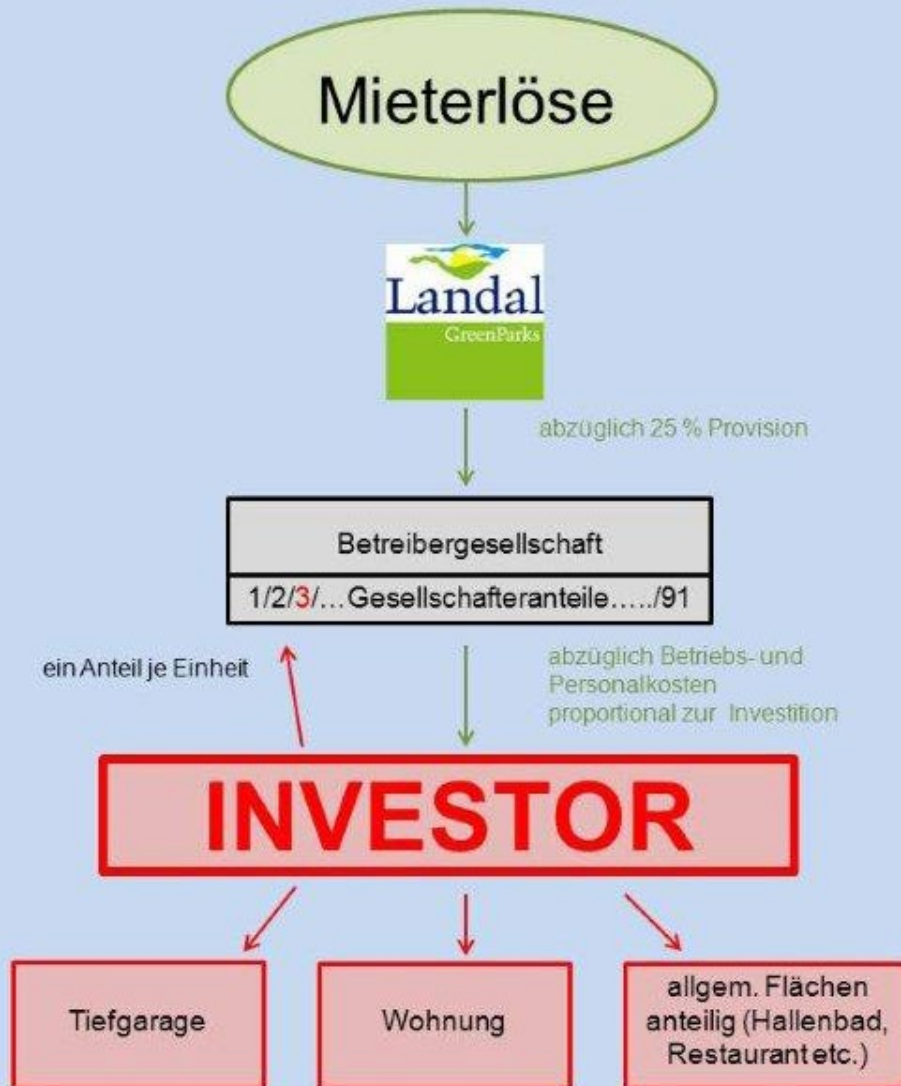 Mieterlöse
Landal
GreenParks
abzüglich 25 % Provision
Betreibergesellschaft
1/2/3/... Gesellschafteranteile...../91
ein Anteil je Einheit
abzüglich Betriebs- und
Personalkosten
proportional zur Investition
INVESTOR
Tiefgarage
Wohnung
allgem. Flächen
anteilig (Hallenbad,
Restaurant etc.)